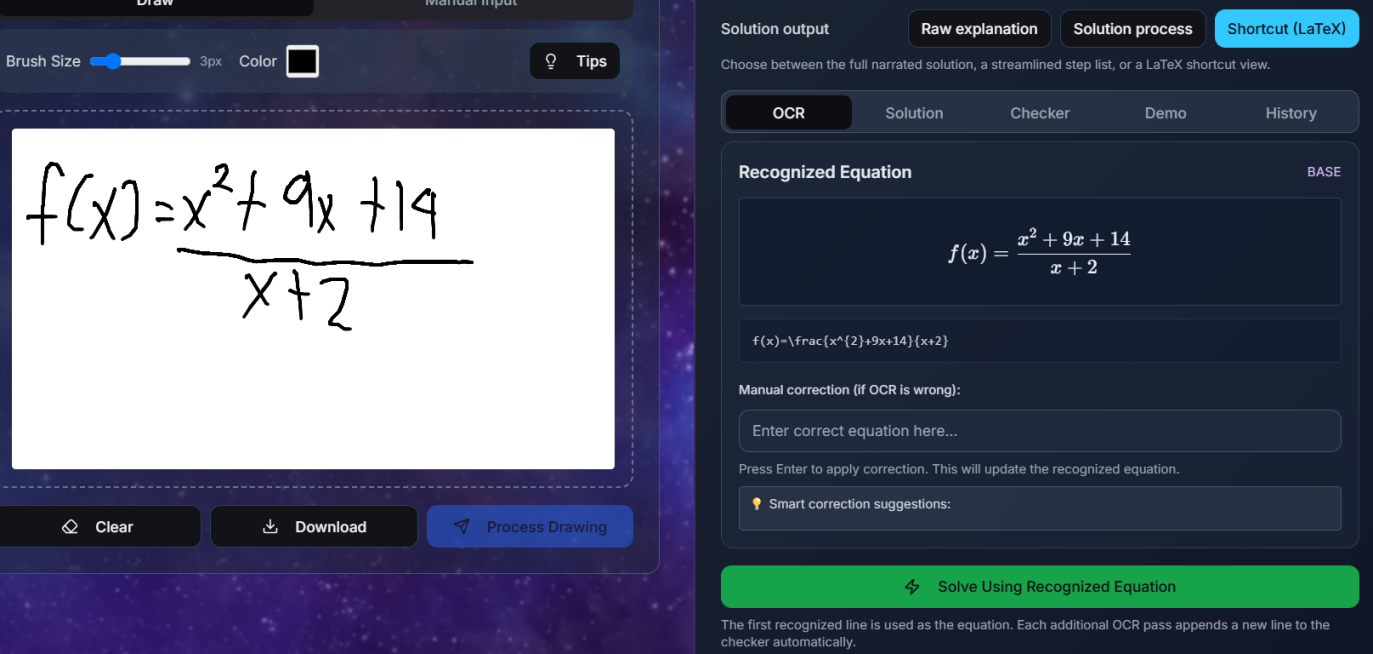 Draw
Manual Input
Brush Size 3px Color Tips
f(x) = x² + 9x + 14
x + 2
Clear Download Process Drawing
Solution output Raw explanation Solution process Shortcut (LaTeX)
Choose between the full narrated solution, a streamlined step list, or a LaTeX shortcut view.
OCR Solution Checker Demo History
Recognized Equation BASE
f(x) = x² + 9x + 14
x + 2
f(x)=\frac{x^{2}+9x+14}{x+2}
Manual correction (if OCR is wrong):
Enter correct equation here...
Press Enter to apply correction. This will update the recognized equation.
💡 Smart correction suggestions:
Solve Using Recognized Equation
The first recognized line is used as the equation. Each additional OCR pass appends a new line to the
checker automatically.